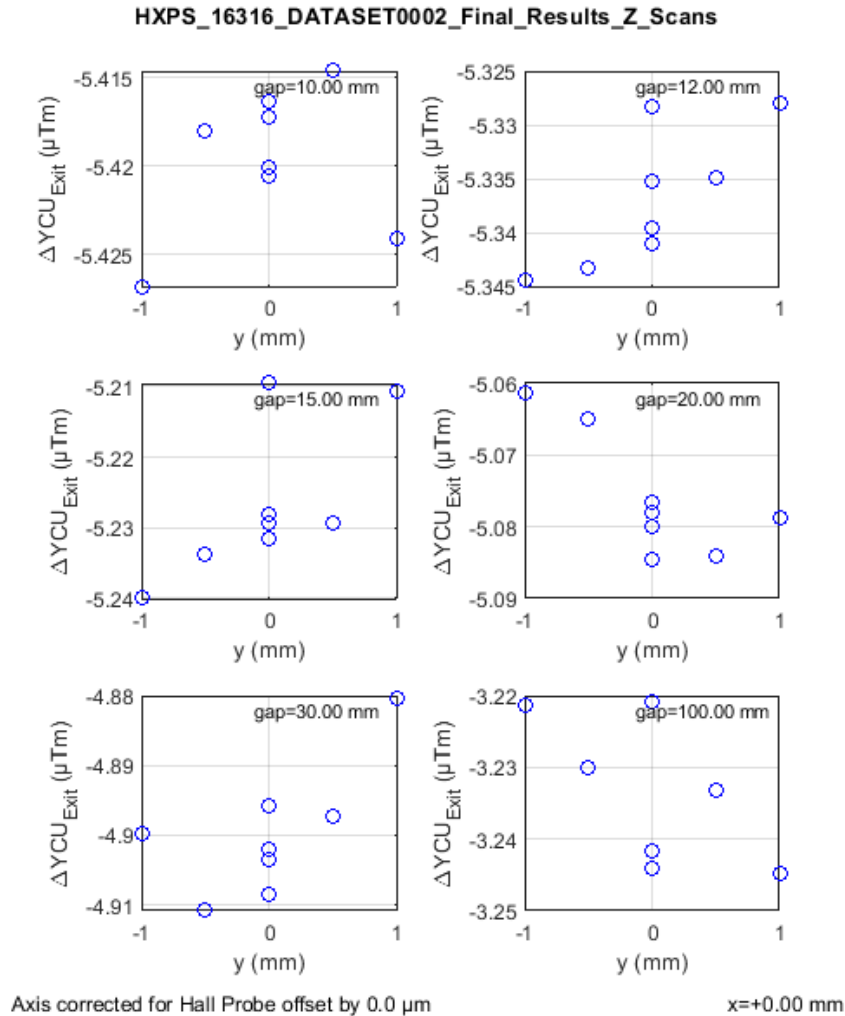 HXPS_16316_DATASET0002_Final_Results_Z_Scans
gap=10.00 mm
-5.415
-5.42
-5.425
ΔYCU_Exit (µTm)
-1 0 1
y (mm)
gap=12.00 mm
-5.325
-5.33
-5.335
-5.34
-5.345
ΔYCU_Exit (µTm)
-1 0 1
y (mm)
gap=15.00 mm
-5.21
-5.22
-5.23
-5.24
ΔYCU_Exit (µTm)
-1 0 1
y (mm)
gap=20.00 mm
-5.06
-5.07
-5.08
-5.09
ΔYCU_Exit (µTm)
-1 0 1
y (mm)
gap=30.00 mm
-4.88
-4.89
-4.9
-4.91
ΔYCU_Exit (µTm)
-1 0 1
y (mm)
gap=100.00 mm
-3.22
-3.23
-3.24
-3.25
ΔYCU_Exit (µTm)
-1 0 1
y (mm)
Axis corrected for Hall Probe offset by 0.0 µm
x=+0.00 mm